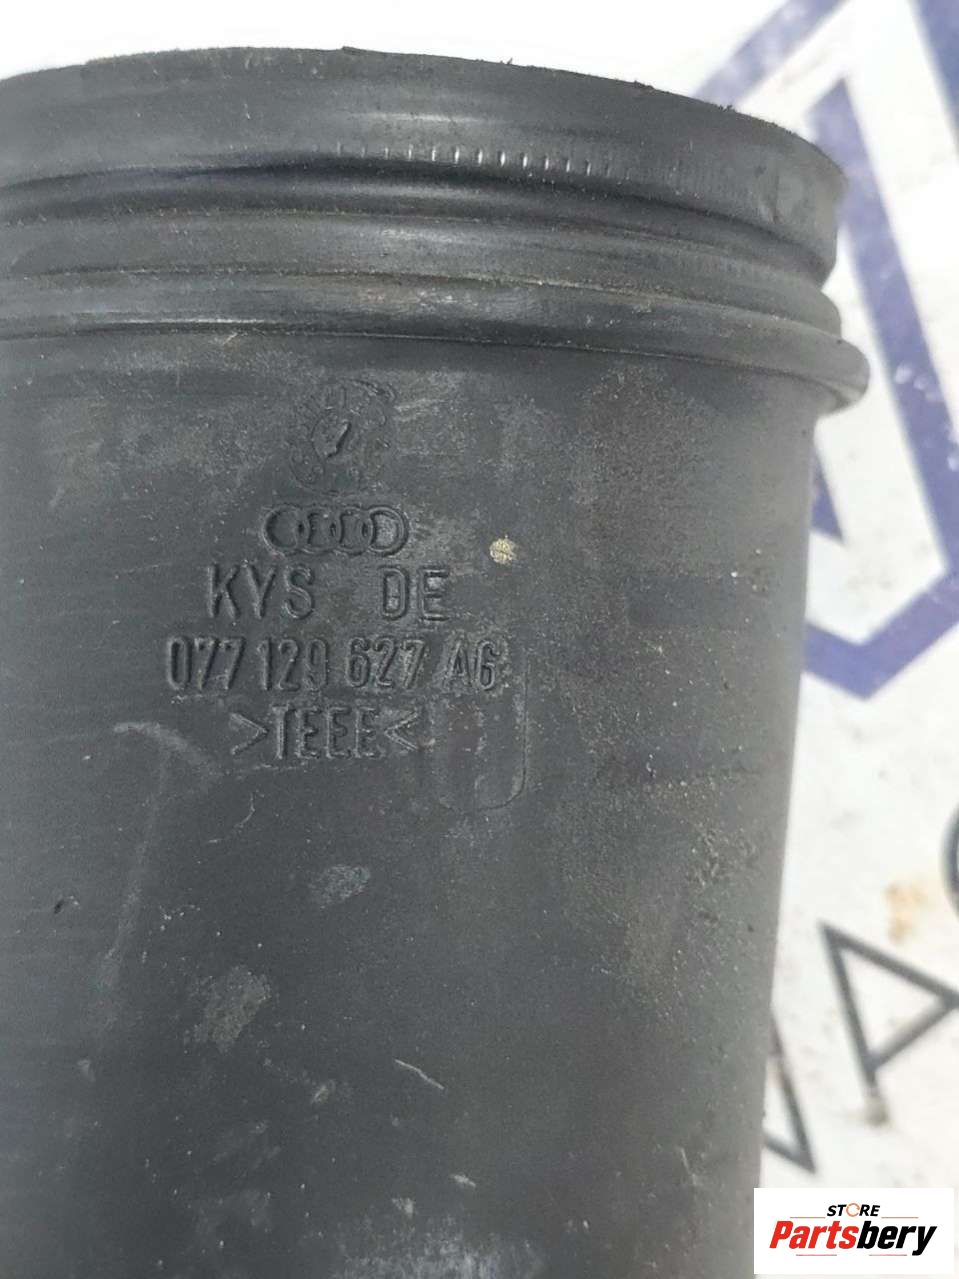 KYS DE
077 129 627 AG
>TEEE<
STORE
Partsbery